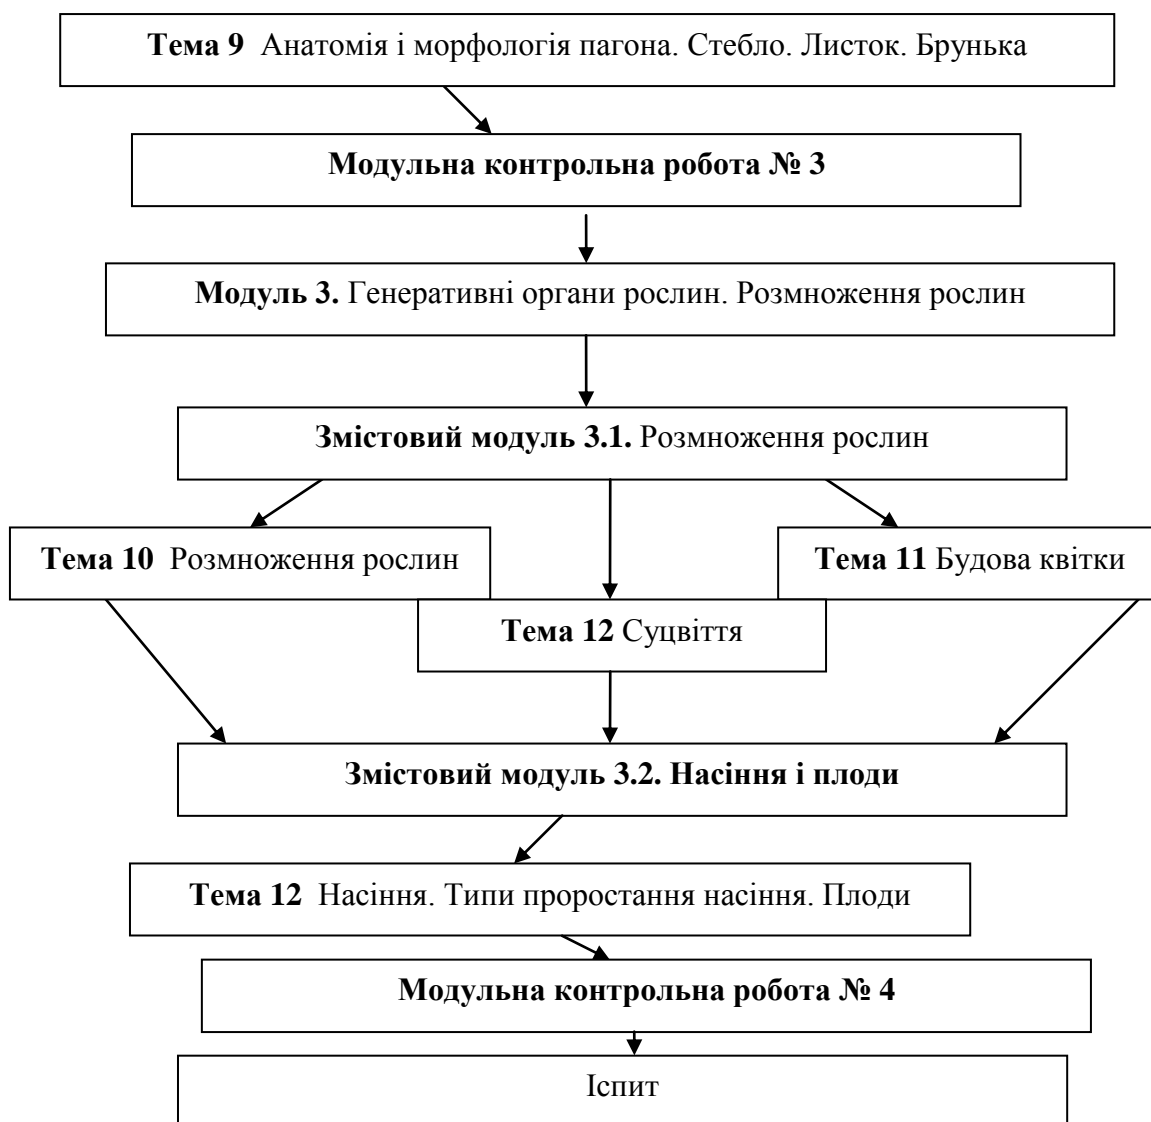 Тема 9 Анатомія і морфологія пагона. Стебло. Листок. Брунька
Модульна контрольна робота № 3
Модуль 3. Генеративні органи рослин. Розмноження рослин
Змістовий модуль 3.1. Розмноження рослин
Тема 10 Розмноження рослин
Тема 11 Будова квітки
Тема 12 Суцвіття
Змістовий модуль 3.2. Насіння і плоди
Тема 12 Насіння. Типи проростання насіння. Плоди
Модульна контрольна робота № 4
Іспит